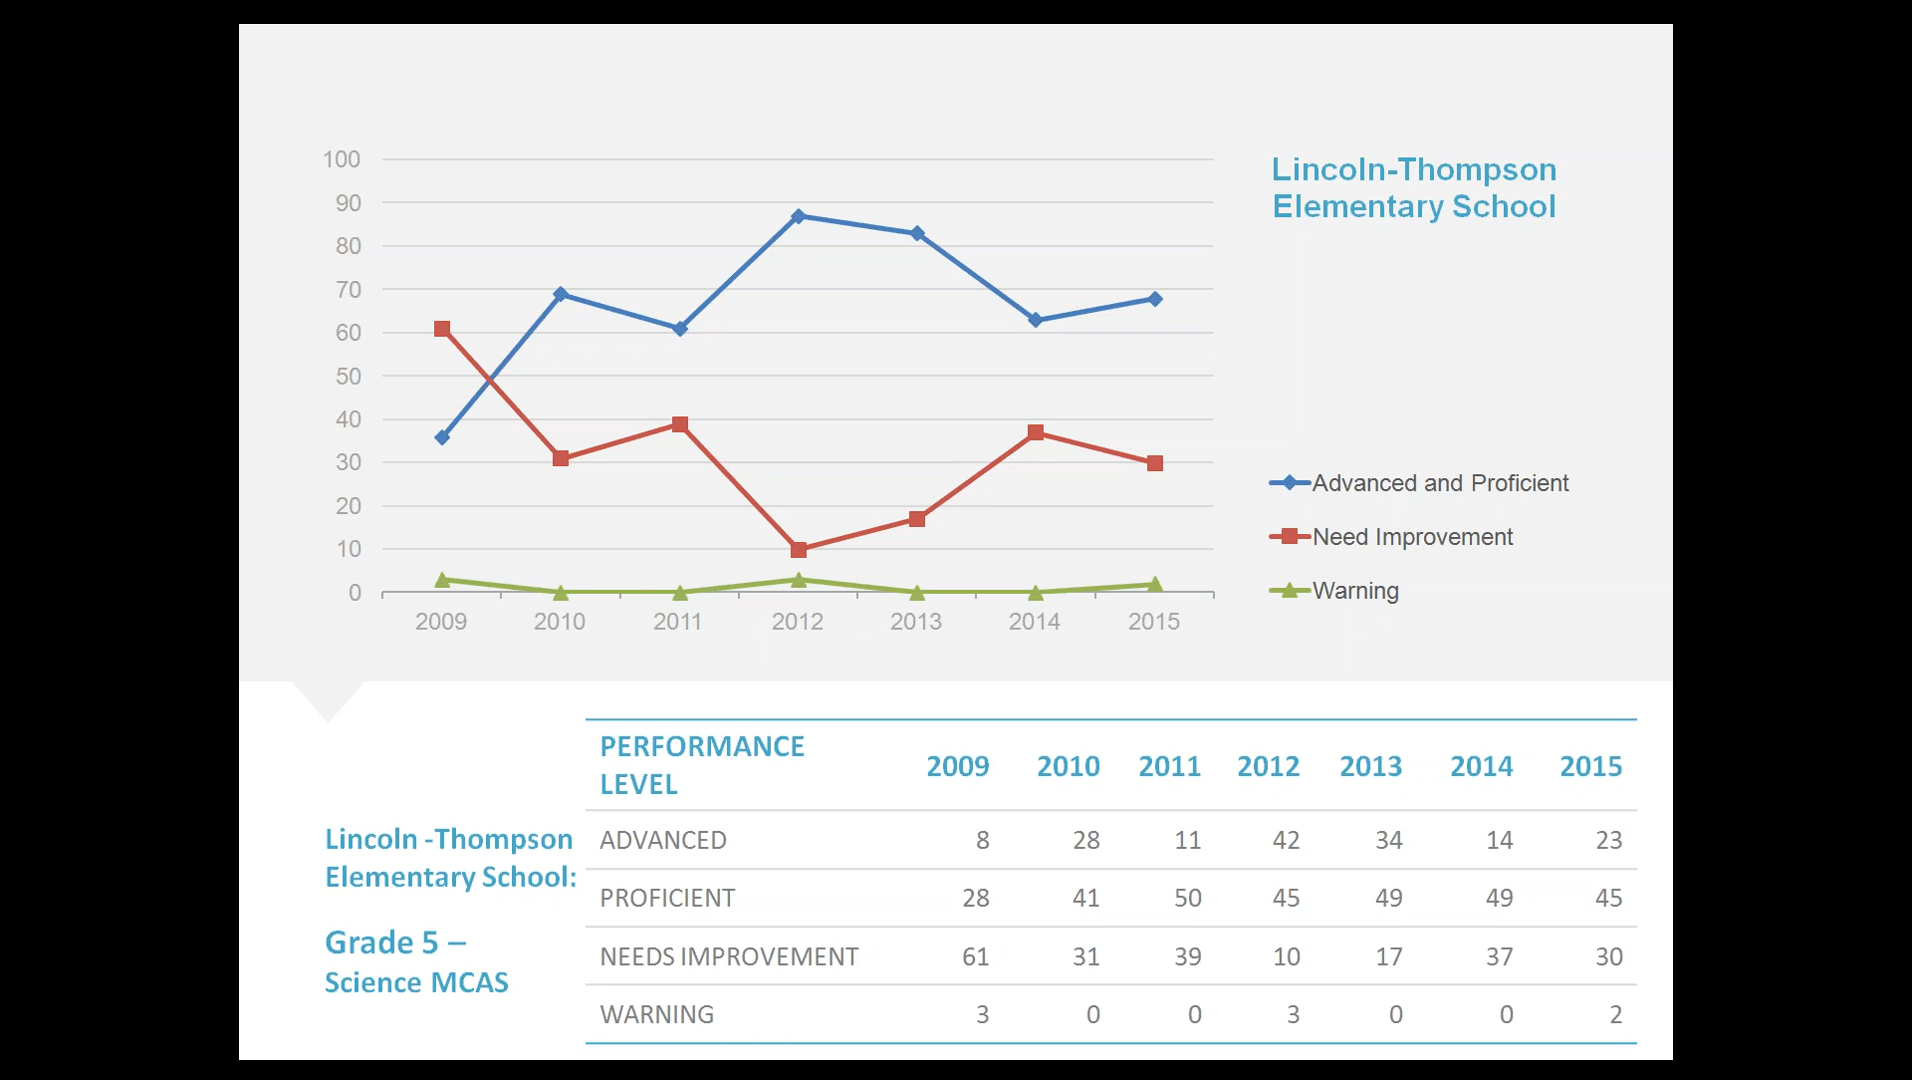 Lincoln-Thompson
Elementary School
100
90
80
70
60
50
40
30
20
10
0
2009 2010 2011 2012 2013 2014 2015
Advanced and Proficient
Need Improvement
Warning
Lincoln -Thompson
Elementary School:
Grade 5 –
Science MCAS
PERFORMANCE
LEVEL 2009 2010 2011 2012 2013 2014 2015
ADVANCED 8 28 11 42 34 14 23
PROFICIENT 28 41 50 45 49 49 45
NEEDS IMPROVEMENT 61 31 39 10 17 37 30
WARNING 3 0 0 3 0 0 2